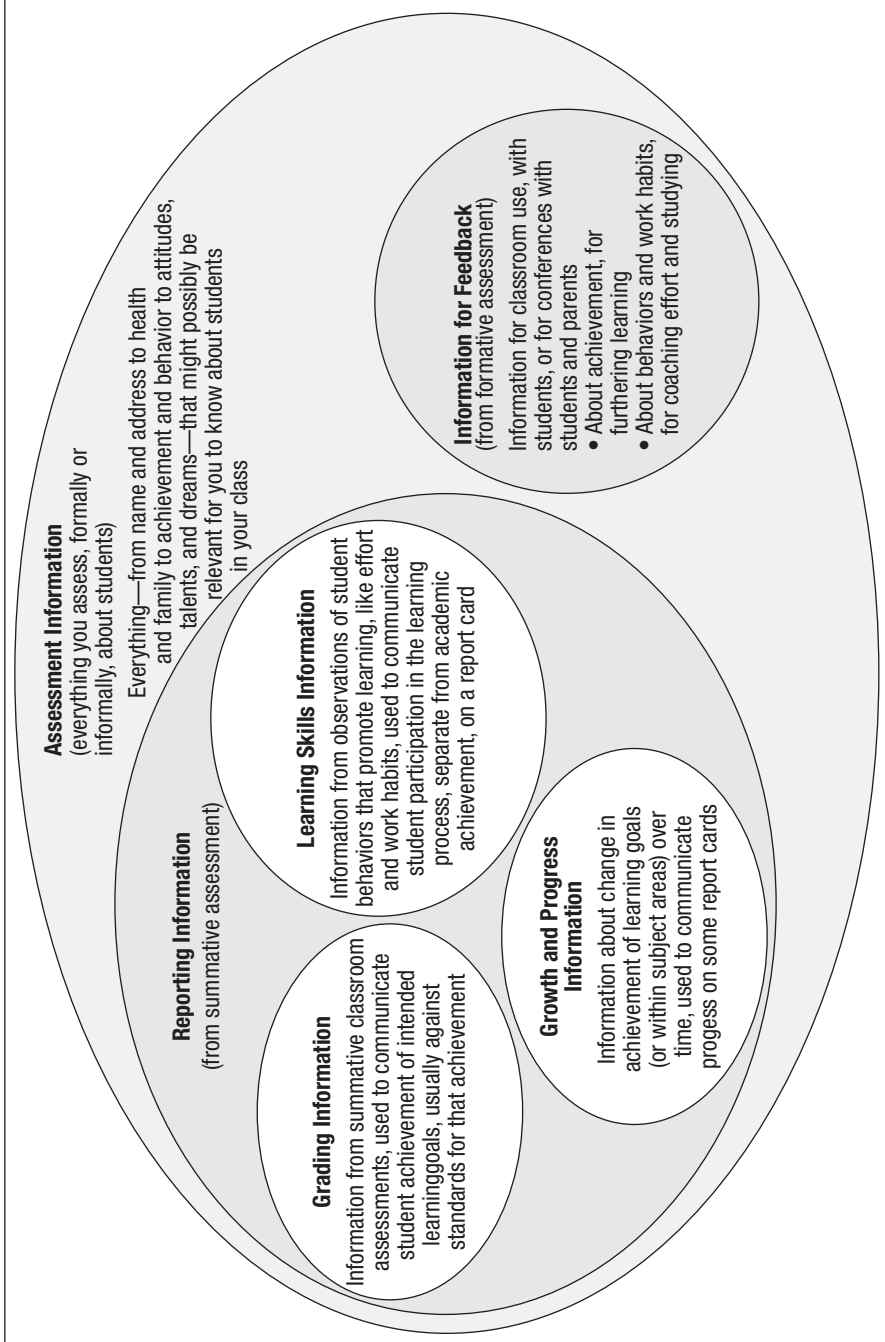 Assessment Information
(everything you assess, formally or
informally, about students)
Everything—from name and address to health
and family to achievement and behavior to attitudes,
talents, and dreams—that might possibly be
relevant for you to know about students
in your class
Reporting Information
(from summative assessment)
Grading Information
Information from summative classroom
assessments, used to communicate
student achievement of intended
learninggoals, usually against
standards for that achievement
Learning Skills Information
Information from observations of student
behaviors that promote learning, like effort
and work habits, used to communicate
student participation in the learning
process, separate from academic
achievement, on a report card
Growth and Progress
Information
Information about change in
achievement of learning goals
(or within subject areas) over
time, used to communicate
progess on some report cards
Information for Feedback
(from formative assessment)
Information for classroom use, with
students, or for conferences with
students and parents
• About achievement, for
furthering learning
• About behaviors and work habits,
for coaching effort and studying